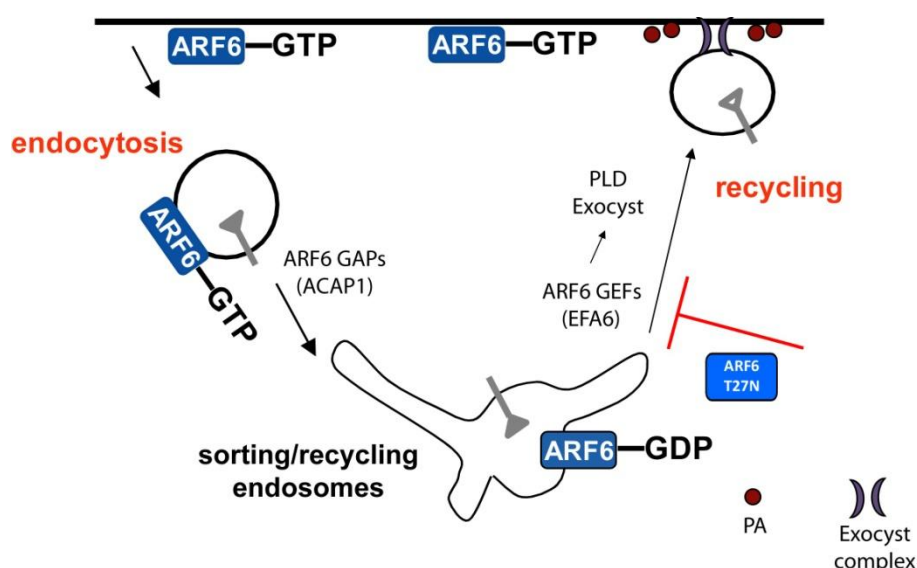 ARF6—GTP
ARF6—GTP
endocytosis
ARF6—GTP
ARF6 GAPs
(ACAP1)
PLD
Exocyst
recycling
ARF6 GEFs
(EFA6)
ARF6
T27N
sorting/recycling
endosomes
ARF6—GDP
PA
Exocyst
complex